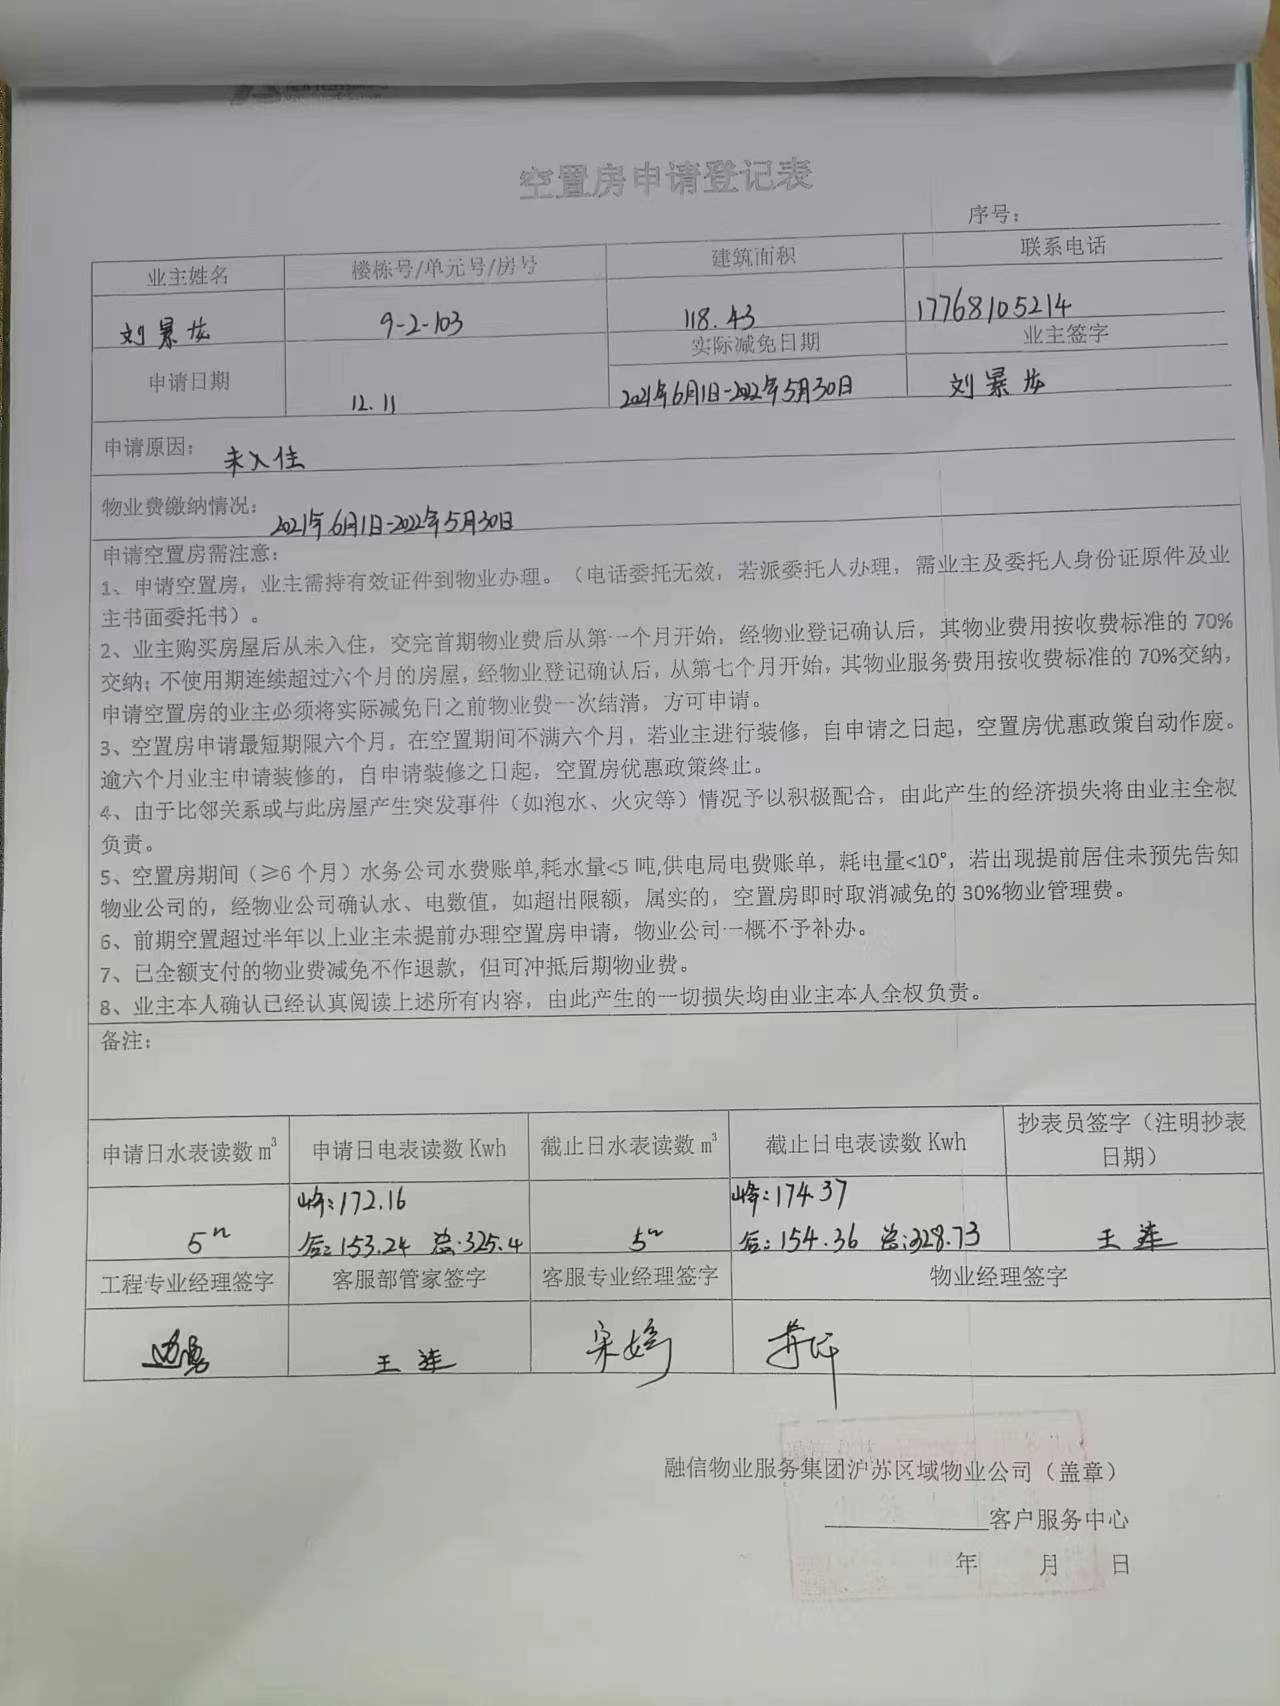 空置房申请登记表
序号：
业主姓名 楼栋号/单元号/房号 建筑面积 联系电话
刘景龙 9-2-103 118.43 17768105214
申请日期 12.11 实际减免日期 业主签字
2021年6月1日-2022年5月30日 刘景龙
申请原因： 未入住
物业费缴纳情况： 2021年6月1日-2022年5月30日
申请空置房需注意：
1、申请空置房，业主需持有效证件到物业办理。（电话委托无效，若派委托人办理，需业主及委托人身份证原件及业
主书面委托书）。
2、业主购买房屋后从未入住，交完首期物业费后从第一个月开始，经物业登记确认后，其物业费用按收费标准的 70%
交纳；不使用期连续超过六个月的房屋，经物业登记确认后，从第七个月开始，其物业服务费用按收费标准的 70%交纳，
申请空置房的业主必须将实际减免日之前物业费一次结清，方可申请。
3、空置房申请最短期限六个月，在空置期间不满六个月，若业主进行装修，自申请之日起，空置房优惠政策自动作废。
逾六个月业主申请装修的，自申请装修之日起，空置房优惠政策终止。
4、由于比邻关系或与此房屋产生突发事件（如泡水、火灾等）情况予以积极配合，由此产生的经济损失将由业主全权
负责。
5、空置房期间（≥6 个月）水务公司水费账单,耗水量<5 吨,供电局电费账单，耗电量<10°，若出现提前居住未预先告知
物业公司的，经物业公司确认水、电数值，如超出限额，属实的，空置房即时取消减免的 30%物业管理费。
6、前期空置超过半年以上业主未提前办理空置房申请，物业公司一概不予补办。
7、已全额支付的物业费减免不作退款，但可冲抵后期物业费。
8、业主本人确认已经认真阅读上述所有内容，由此产生的一切损失均由业主本人全权负责。
备注：
申请日水表读数 m³ 申请日电表读数 Kwh 截止日水表读数 m³ 截止日电表读数 Kwh 抄表员签字（注明抄表
日期）
峰：172.16 峰：174.37
5 谷：153.24 总：325.4 5 谷：154.36 总：328.73 王莲
工程专业经理签字 客服部管家签字 客服专业经理签字 物业经理签字
边勇 王莲 宋婷
融信物业服务集团沪苏区域物业公司（盖章）
客户服务中心
年 月 日